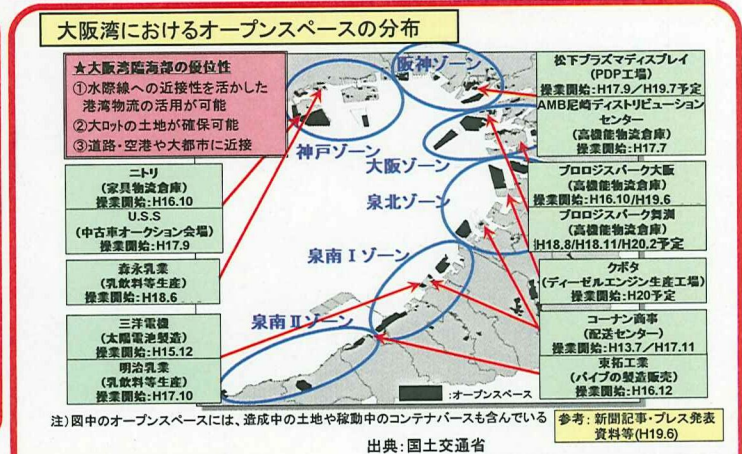 大阪湾におけるオープンスペースの分布
★大阪湾臨海部の優位性
①水際線への近接性を活かした
港湾物流の活用が可能
②大ロットの土地が確保可能
③道路・空港や大都市に近接
ニトリ
(家具物流倉庫)
操業開始:H16.10
U.S.S
(中古車オークション会場)
操業開始:H17.9
森永乳業
(乳飲料等生産)
操業開始:H18.6
三洋電機
(太陽電池製造)
操業開始:H15.12
明治乳業
(乳飲料等生産)
操業開始:H17.10
阪神ゾーン
神戸ゾーン
大阪ゾーン
泉北ゾーン
泉南Ⅰゾーン
泉南Ⅱゾーン
:オープンスペース
松下プラズマディスプレイ
(PDP工場)
操業開始:H17.9/H19.7予定
AMB尼崎ディストリビューション
センター
(高機能物流倉庫)
操業開始:H17.7
プロロジスパーク大阪
(高機能物流倉庫)
操業開始:H16.10/H19.6
プロロジスパーク舞洲
(高機能物流倉庫)
H18.8/H18.11/H20.2予定
クボタ
(ディーゼルエンジン生産工場)
操業開始:H20予定
コーナン商事
(配送センター)
操業開始:H13.7/H17.11
東拓工業
(パイプの製造販売)
操業開始:H16.12
注)図中のオープンスペースには、造成中の土地や稼動中のコンテナバースも含んでいる
参考:新聞記事・プレス発表
資料等(H19.6)
出典:国土交通省